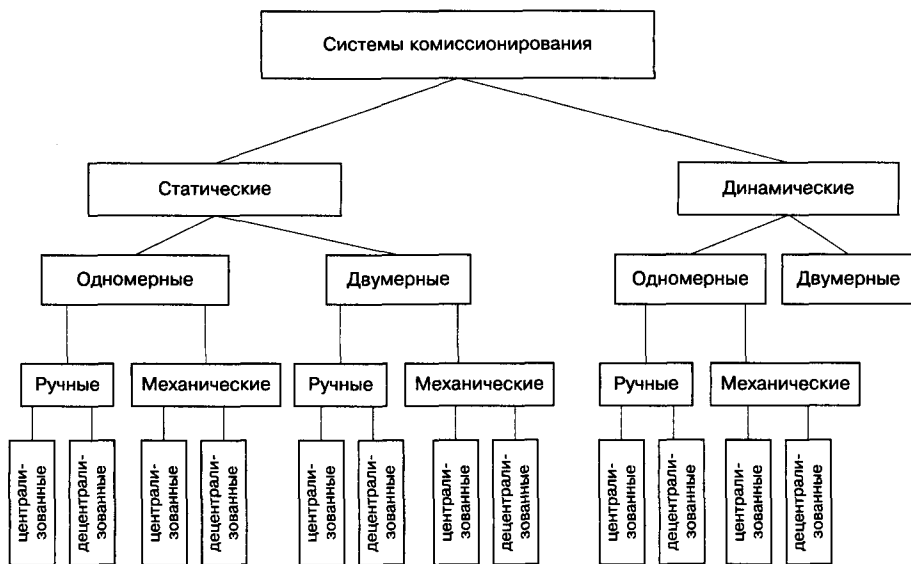 Системы комиссионирования
Статические
Динамические
Одномерные
Двумерные
Одномерные
Двумерные
Ручные
Механические
Ручные
Механические
Ручные
Механические
централи-
зованные
децентрали-
зованные
централи-
зованные
децентрали-
зованные
централи-
зованные
децентрали-
зованные
централи-
зованные
децентрали-
зованные
централи-
зованные
децентрали-
зованные
централи-
зованные
децентрали-
зованные